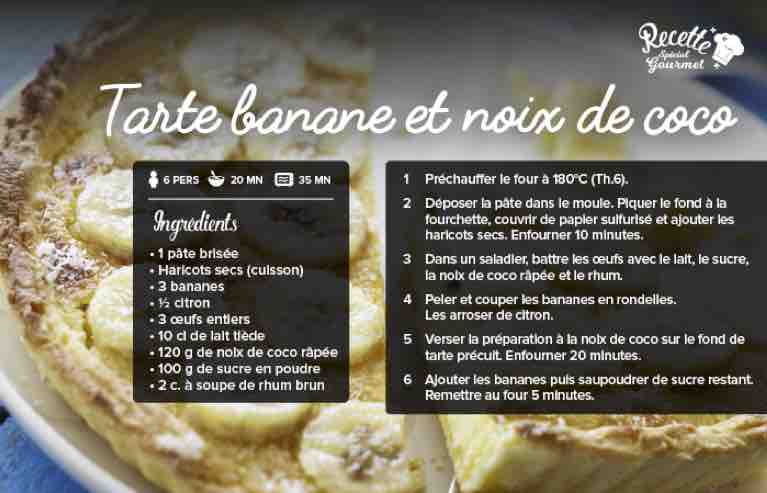 Recette
Spécial
Gourmet
Tarte banane et noix de coco
6 PERS 20 MN 35 MN
Ingrédients
• 1 pâte brisée
• Haricots secs (cuisson)
• 3 bananes
• ½ citron
• 3 œufs entiers
• 10 cl de lait tiède
• 120 g de noix de coco râpée
• 100 g de sucre en poudre
• 2 c. à soupe de rhum brun
1 Préchauffer le four à 180°C (Th.6).
2 Déposer la pâte dans le moule. Piquer le fond à la
fourchette, couvrir de papier sulfurisé et ajouter les
haricots secs. Enfourner 10 minutes.
3 Dans un saladier, battre les œufs avec le lait, le sucre,
la noix de coco râpée et le rhum.
4 Peler et couper les bananes en rondelles.
Les arroser de citron.
5 Verser la préparation à la noix de coco sur le fond de
tarte précuit. Enfourner 20 minutes.
6 Ajouter les bananes puis saupoudrer de sucre restant.
Remettre au four 5 minutes.